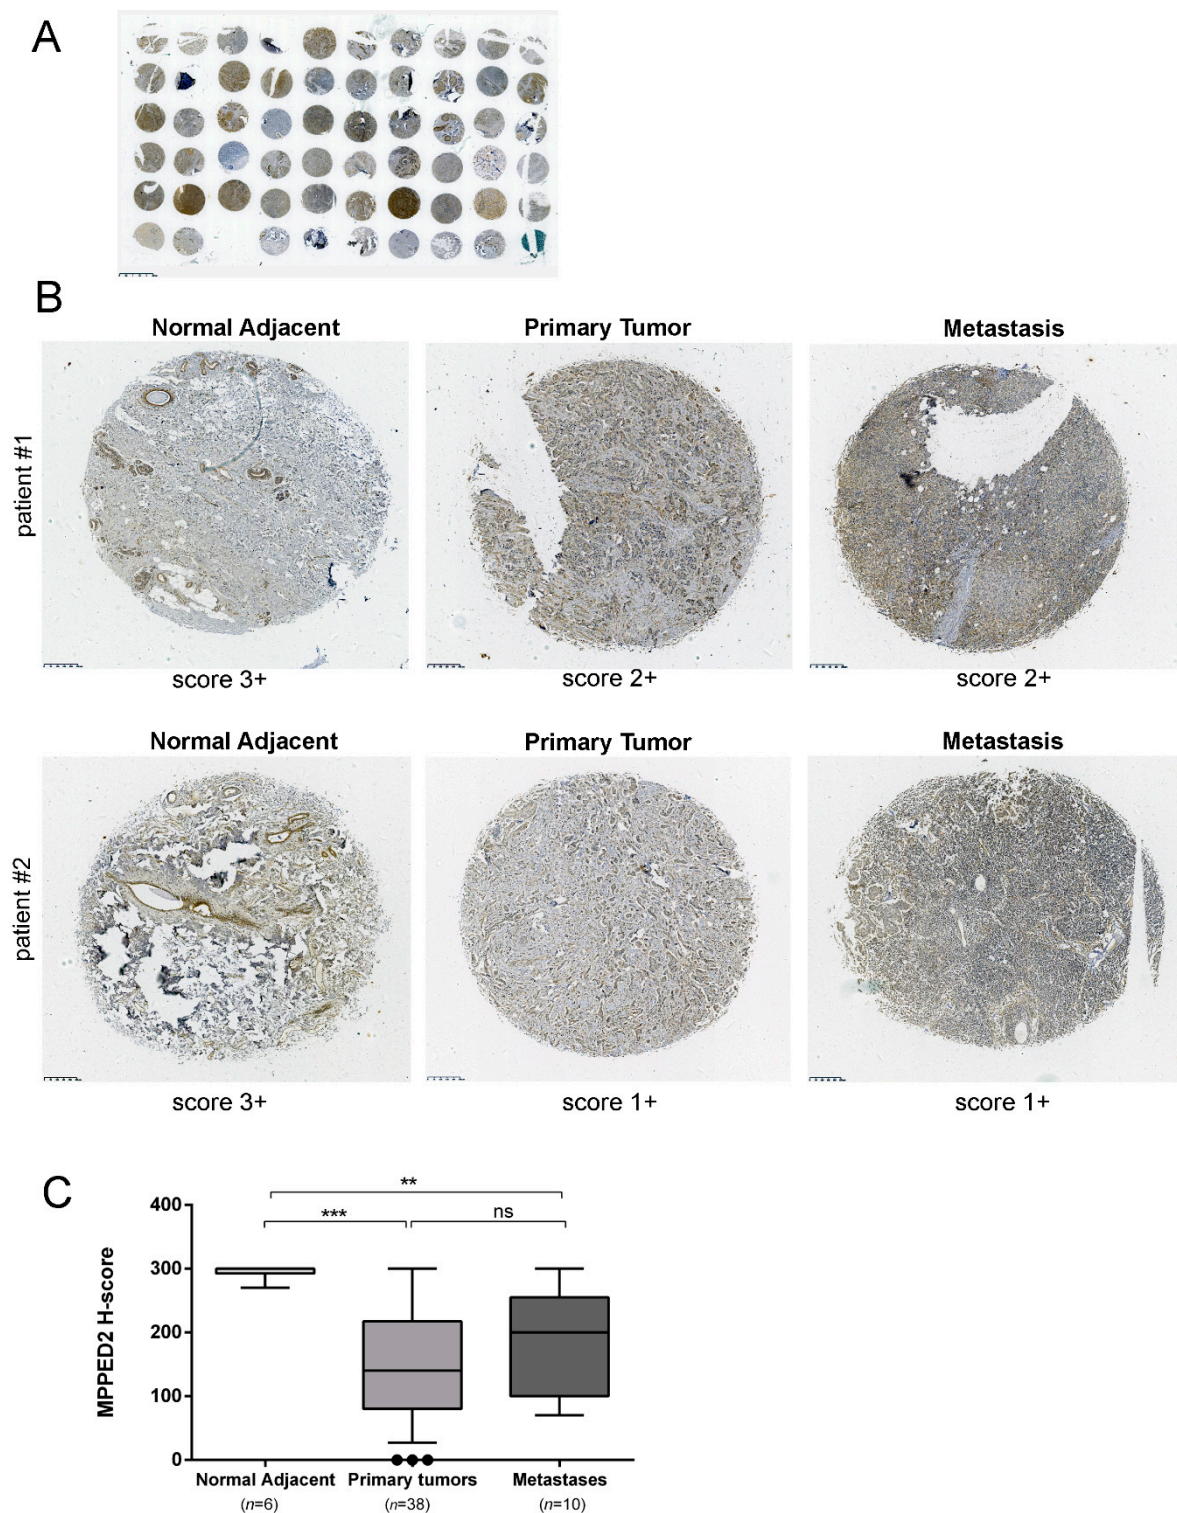 A
B
Normal Adjacent Primary Tumor Metastasis
patient #1
score 3+ score 2+ score 2+
Normal Adjacent Primary Tumor Metastasis
patient #2
score 3+ score 1+ score 1+
C
**
*** ns
MPPED2 H-score
400
300
200
100
0
Normal Adjacent Primary tumors Metastases
(n=6) (n=38) (n=10)